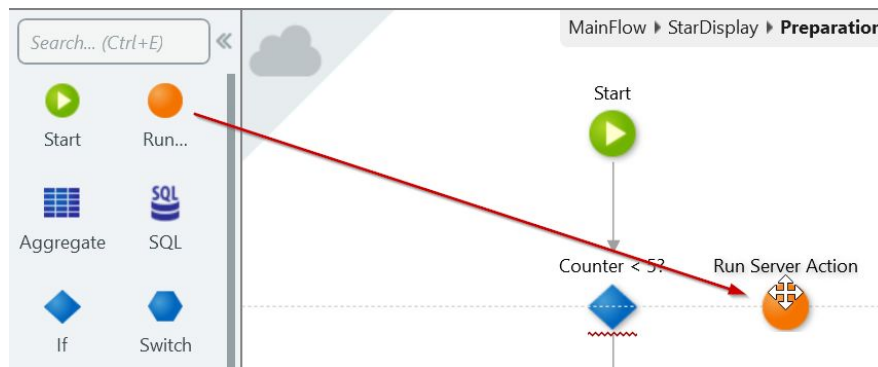 Search... (Ctrl+E)
MainFlow StarDisplay Preparation
Start
Start
Run...
SQL
Aggregate
SQL
Counter < 5?
Run Server Action
If
Switch